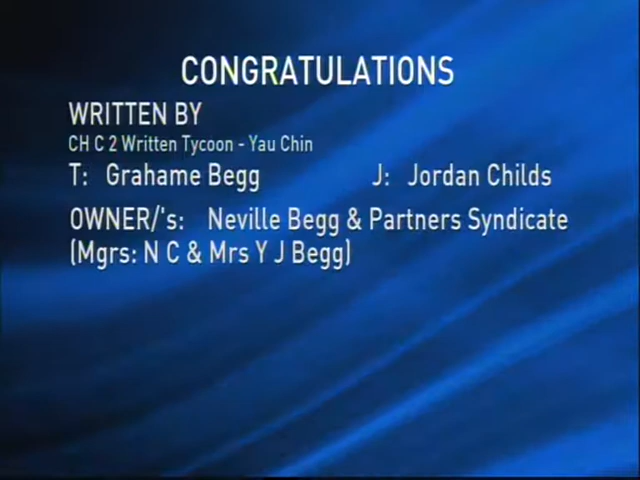 CONGRATULATIONS
WRITTEN BY
CH C 2 Written Tycoon - Yau Chin
T: Grahame Begg J: Jordan Childs
OWNER/'s: Neville Begg & Partners Syndicate
(Mgrs: N C & Mrs Y J Begg)